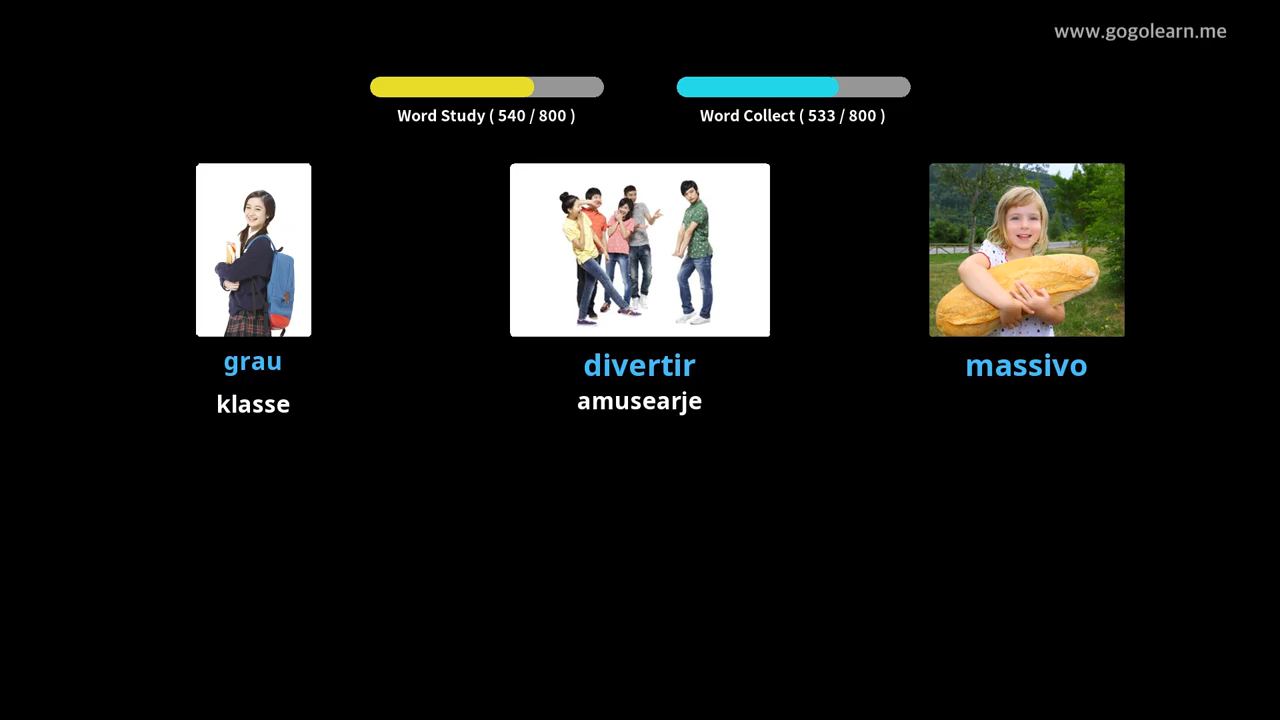 www.gogolearn.me
Word Study ( 540 / 800 )
Word Collect ( 533 / 800 )
grau
klasse
divertir
amusearje
massivo